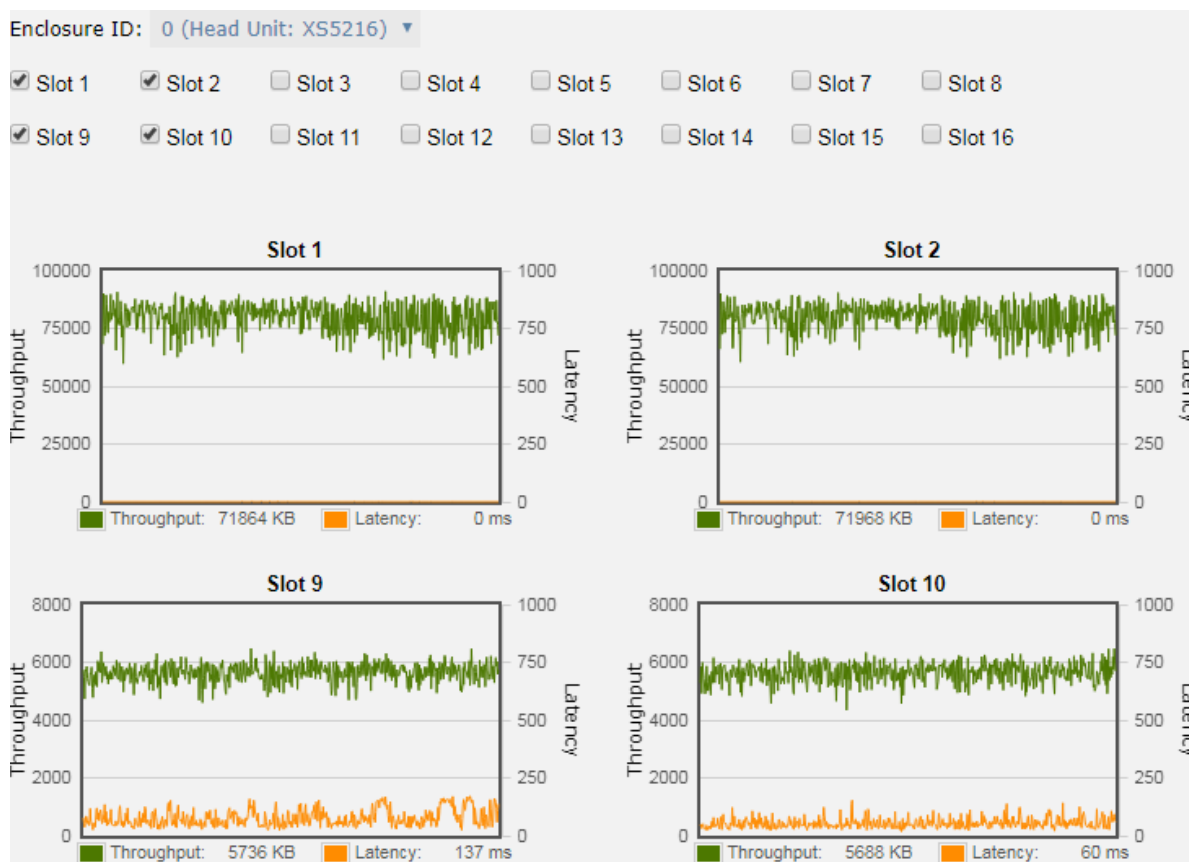 Enclosure ID: 0 (Head Unit: XS5216)
Slot 1 Slot 2 Slot 3 Slot 4 Slot 5 Slot 6 Slot 7 Slot 8
Slot 9 Slot 10 Slot 11 Slot 12 Slot 13 Slot 14 Slot 15 Slot 16
Slot 1
100000 1000
75000 750
50000 500
25000 250
0 0
Throughput
Latency
Throughput: 71864 KB Latency: 0 ms
Slot 2
100000 1000
75000 750
50000 500
25000 250
0 0
Throughput
Latency
Throughput: 71968 KB Latency: 0 ms
Slot 9
8000 1000
6000 750
4000 500
2000 250
0 0
Throughput
Latency
Throughput: 5736 KB Latency: 137 ms
Slot 10
8000 1000
6000 750
4000 500
2000 250
0 0
Throughput
Latency
Throughput: 5688 KB Latency: 60 ms